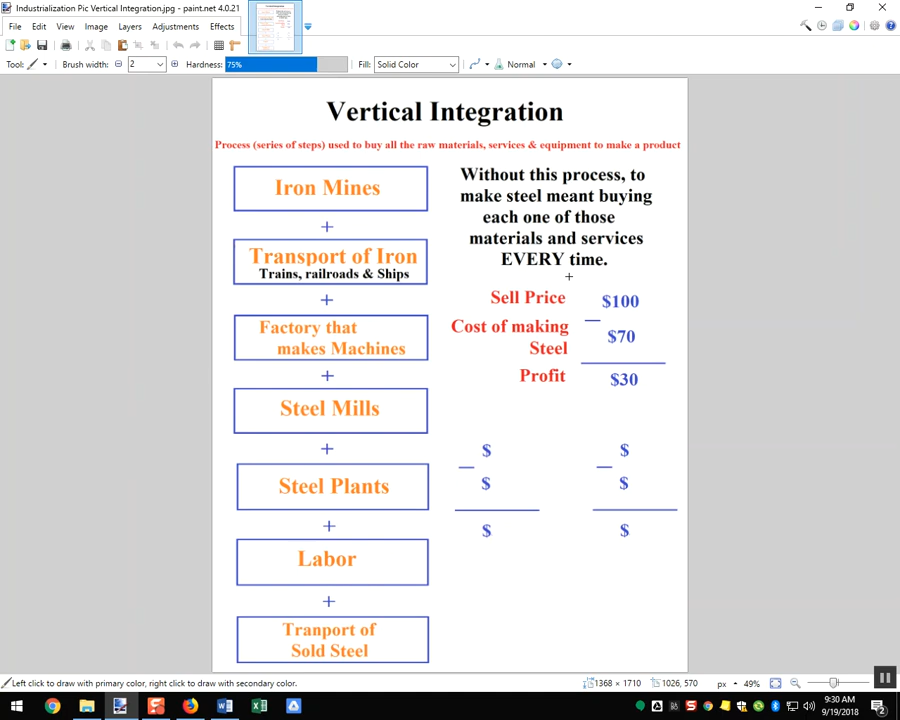 Industrialization Pic Vertical Integration.jpg - paint.net 4.0.21
File Edit View Image Layers Adjustments Effects
Tool: Brush width: 2 Hardness: 75% Fill: Solid Color Normal
Vertical Integration
Process (series of steps) used to buy all the raw materials, services & equipment to make a product
Iron Mines
+
Transport of Iron
Trains, railroads & Ships
+
Factory that
makes Machines
+
Steel Mills
+
Steel Plants
+
Labor
+
Tranport of
Sold Steel
Without this process, to
make steel meant buying
each one of those
materials and services
EVERY time.
Sell Price $100
Cost of making
Steel
— $70
Profit $30
$ $
— $ — $
$ $
Left click to draw with primary color, right click to draw with secondary color.
1368 × 1710 1026, 570 px 49%
9:30 AM
9/19/2018
2